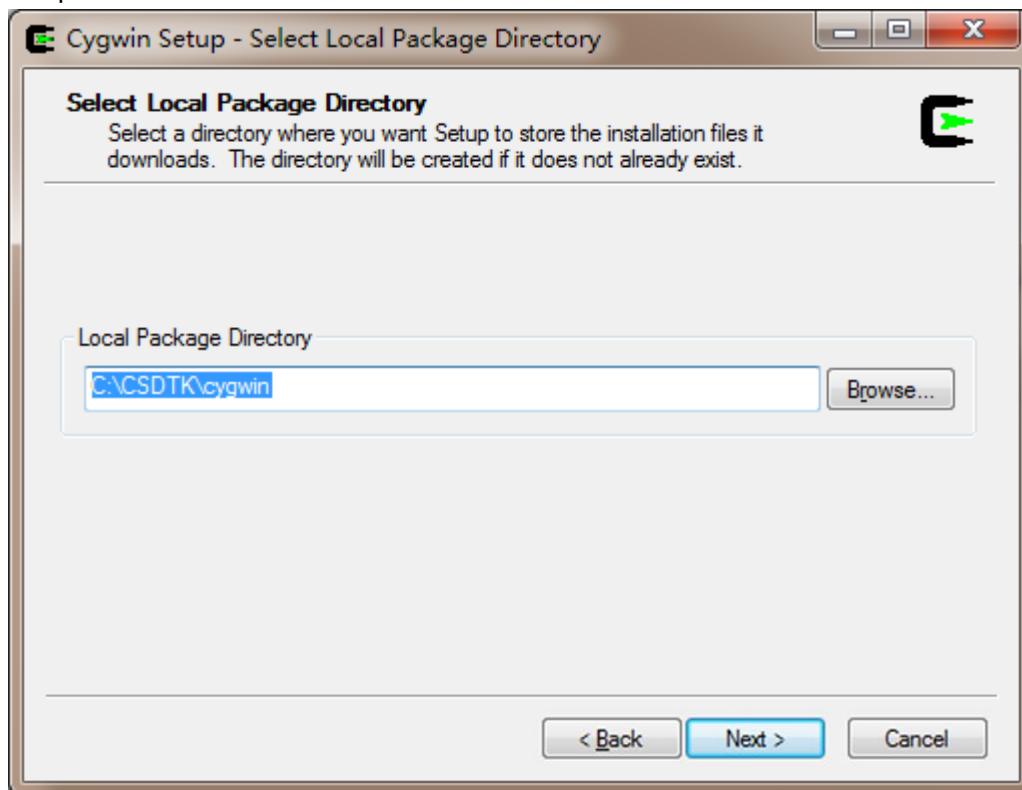 Cygwin Setup - Select Local Package Directory
Select Local Package Directory
Select a directory where you want Setup to store the installation files it
downloads.  The directory will be created if it does not already exist.
Local Package Directory
C:\CSDTK\cygwin
Browse...
< Back
Next >
Cancel